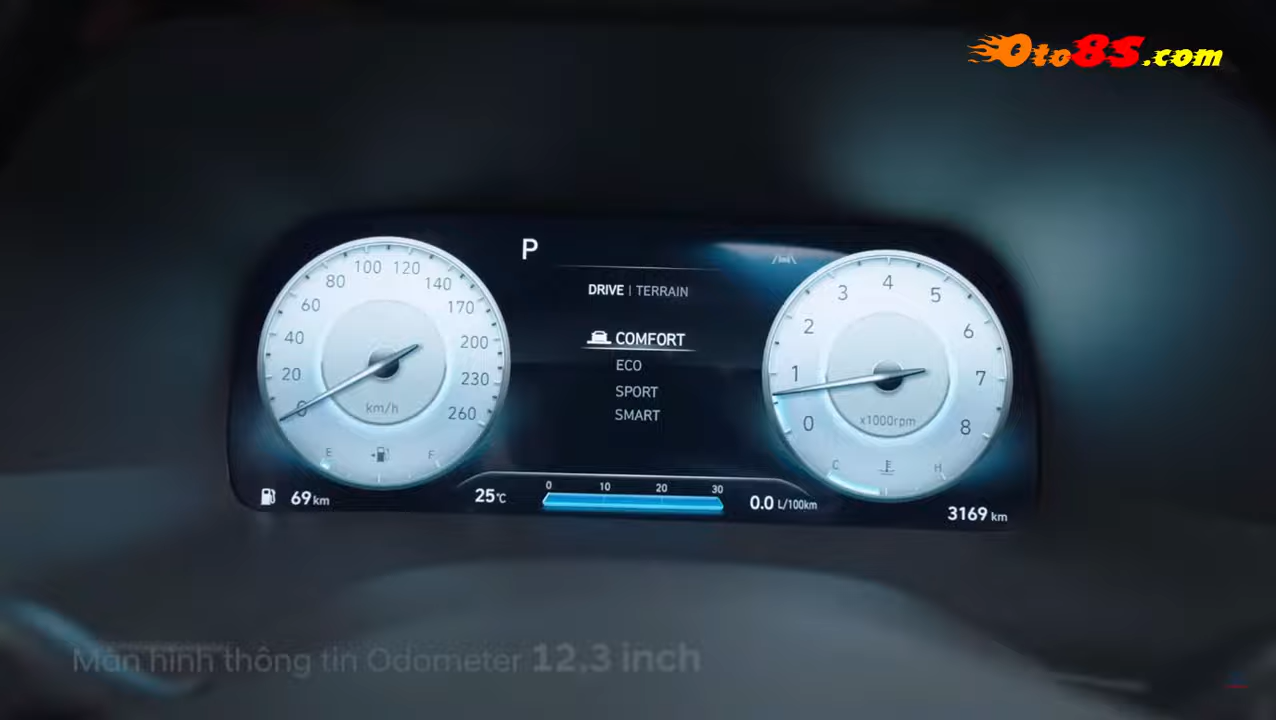 Oto8S.com
P
DRIVE | TERRAIN
COMFORT
ECO
SPORT
SMART
0 20 40 60 80 100 120 140 170 200 230 260
km/h
E F
0 1 2 3 4 5 6 7 8
x1000rpm
C H
69 km
25°C
0 10 20 30
0.0 L/100km
3169 km
Màn hình thông tin Odometer 12,3 inch